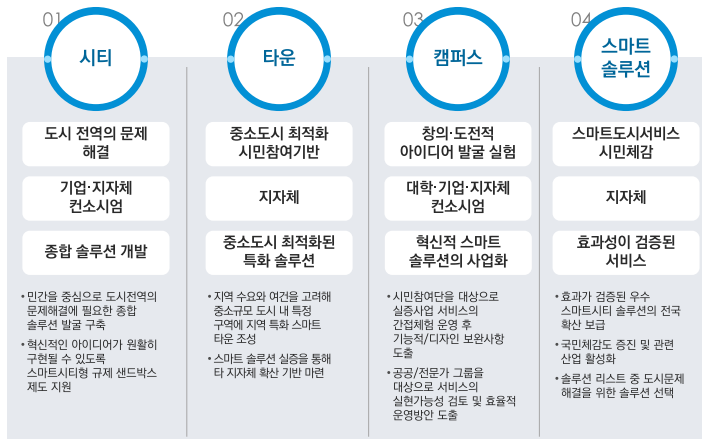 01
시티
도시 전역의 문제
해결
기업·지자체
컨소시엄
종합 솔루션 개발
• 민간을 중심으로 도시전역의
문제해결에 필요한 종합
솔루션 발굴 구축
• 혁신적인 아이디어가 원활히
구현될 수 있도록
스마트시티형 규제 샌드박스
제도 지원
02
타운
중소도시 최적화
시민참여기반
지자체
중소도시 최적화된
특화 솔루션
• 지역 수요와 여건을 고려해
중소규모 도시 내 특정
구역에 지역 특화 스마트
타운 조성
• 스마트 솔루션 실증을 통해
타 지자체 확산 기반 마련
03
캠퍼스
창의·도전적
아이디어 발굴 실험
대학·기업·지자체
컨소시엄
혁신적 스마트
솔루션의 사업화
• 시민참여단을 대상으로
실증사업 서비스의
간접체험 운영 후
기능적/디자인 보완사항
도출
• 공공/전문가 그룹을
대상으로 서비스의
실현가능성 검토 및 효율적
운영방안 도출
04
스마트
솔루션
스마트도시서비스
시민체감
지자체
효과성이 검증된
서비스
• 효과가 검증된 우수
스마트시티 솔루션의 전국
확산 보급
• 국민체감도 증진 및 관련
산업 활성화
• 솔루션 리스트 중 도시문제
해결을 위한 솔루션 선택